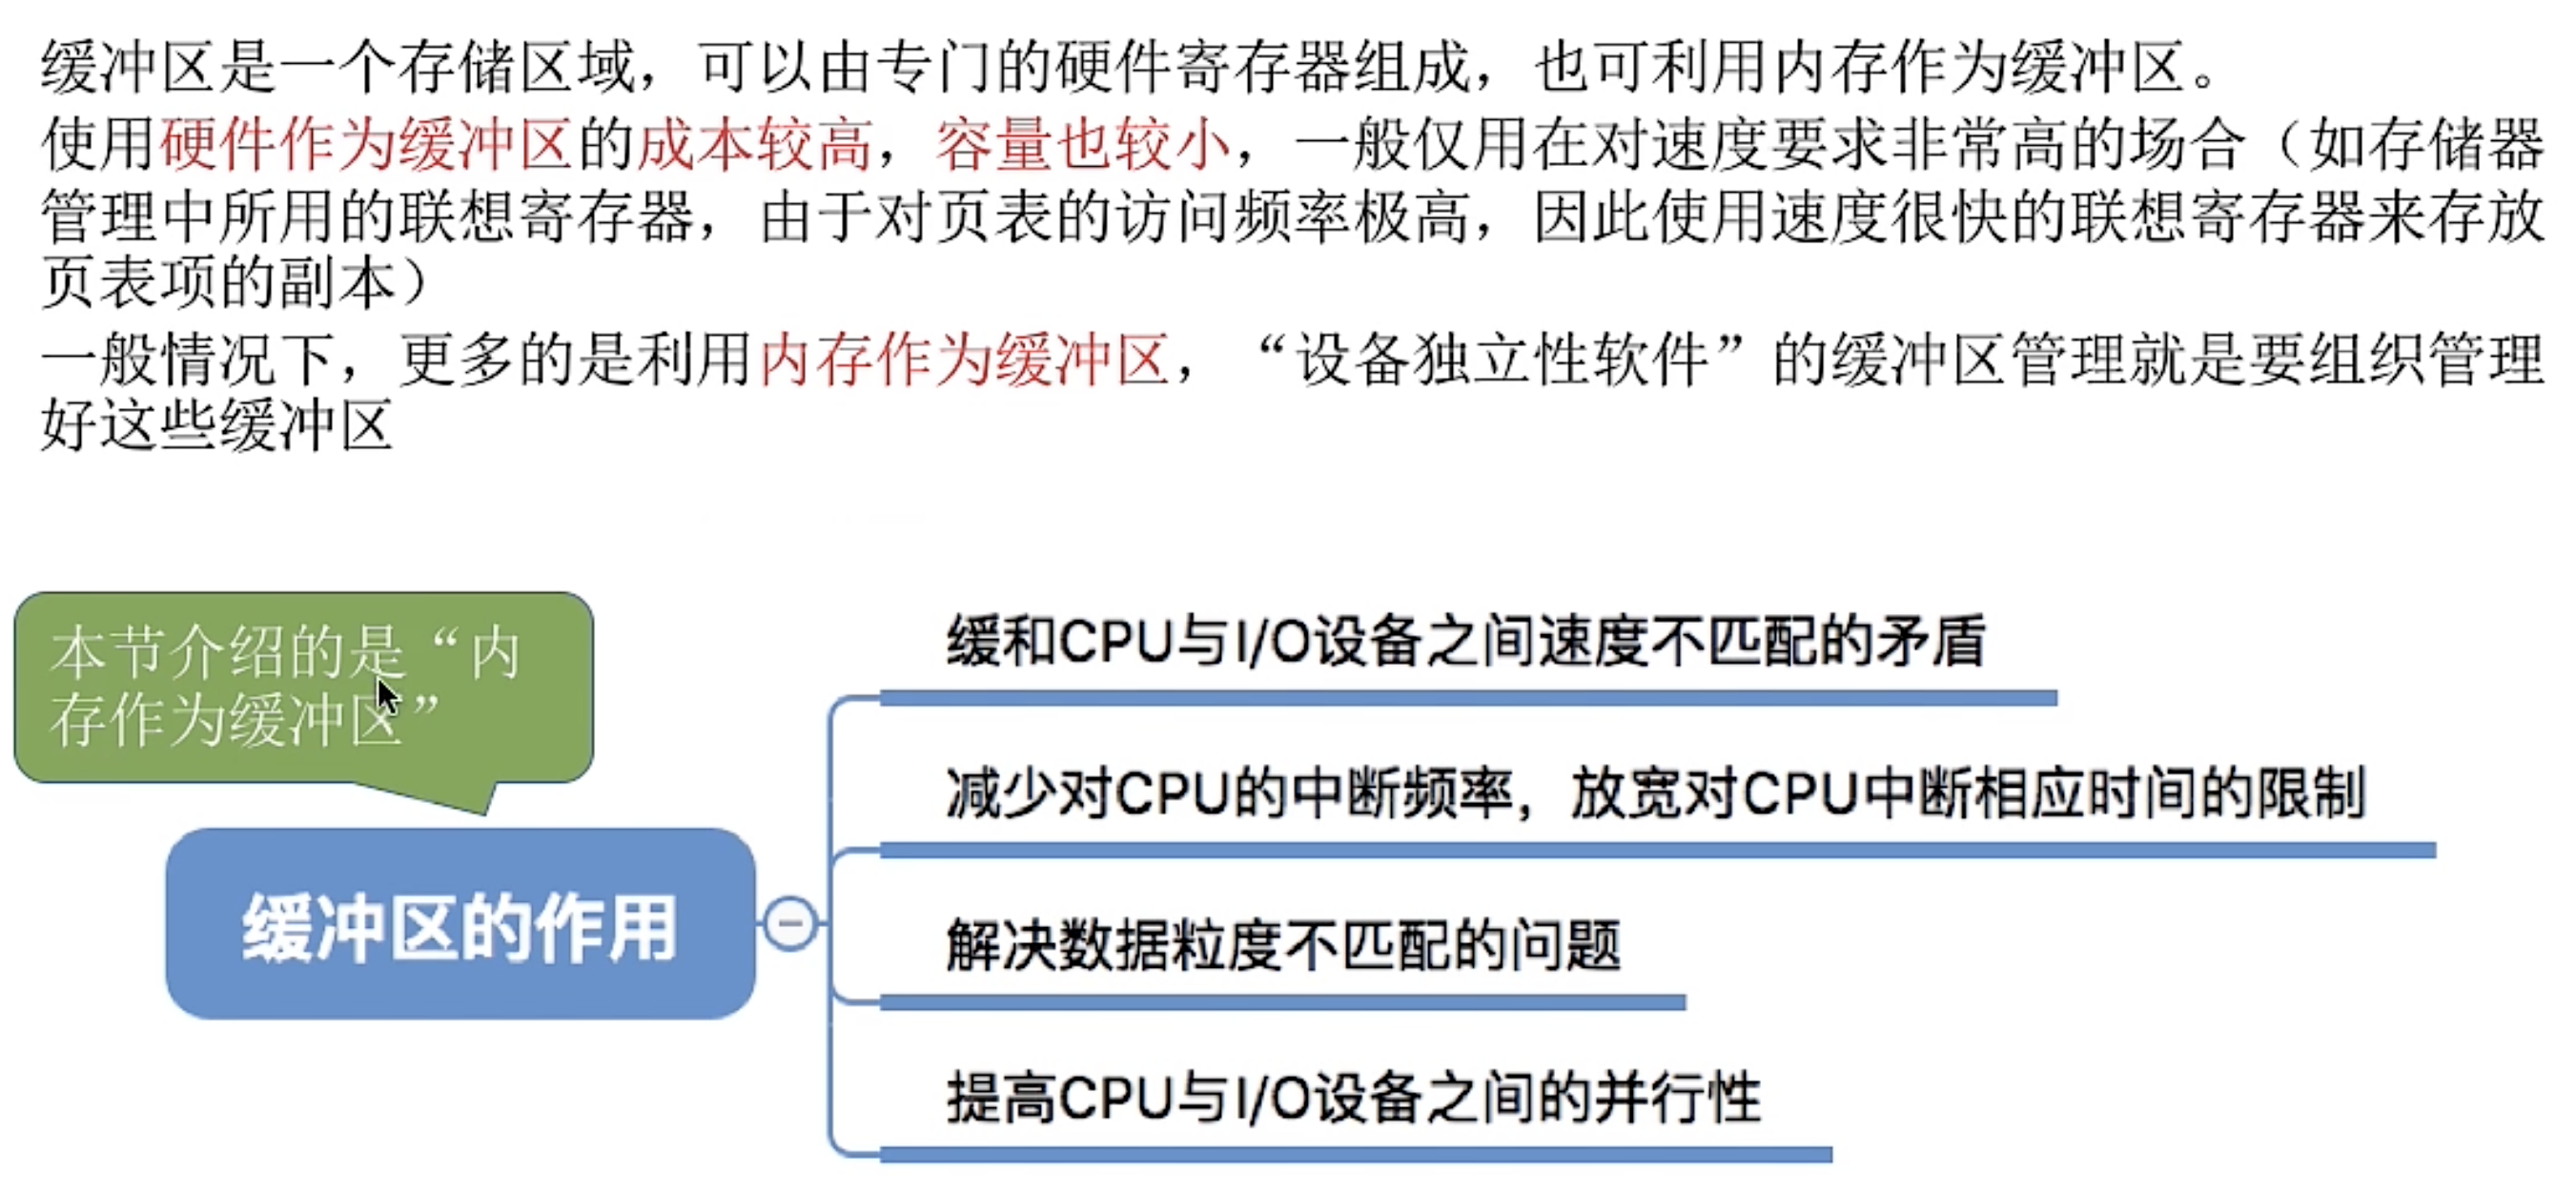 缓冲区是一个存储区域，可以由专门的硬件寄存器组成，也可利用内存作为缓冲区。
使用硬件作为缓冲区的成本较高，容量也较小，一般仅用在对速度要求非常高的场合（如存储器
管理中所用的联想寄存器，由于对页表的访问频率极高，因此使用速度很快的联想寄存器来存放
页表项的副本）
一般情况下，更多的是利用内存作为缓冲区，“设备独立性软件”的缓冲区管理就是要组织管理
好这些缓冲区
本节介绍的是“内
存作为缓冲区”
缓冲区的作用
缓和CPU与I/O设备之间速度不匹配的矛盾
减少对CPU的中断频率，放宽对CPU中断相应时间的限制
解决数据粒度不匹配的问题
提高CPU与I/O设备之间的并行性